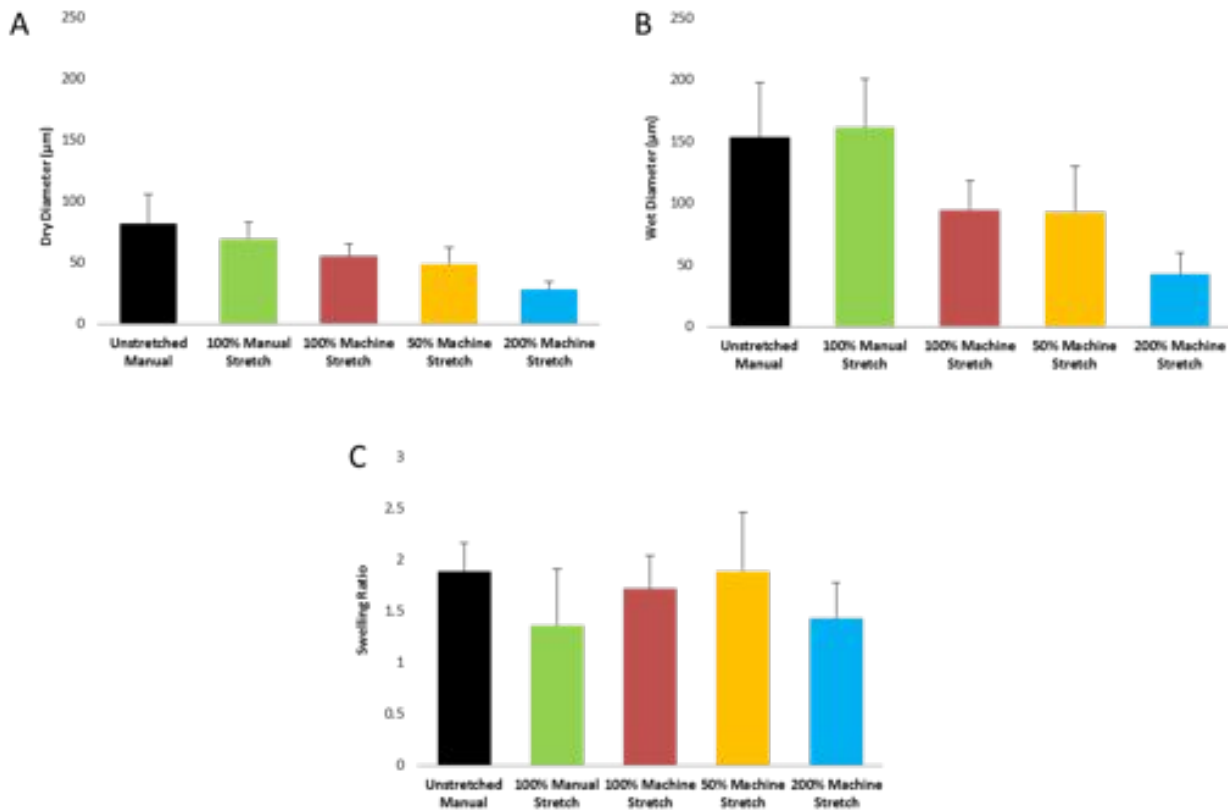 A
250
200
150
100
50
0
Dry Diameter (µm)
Unstretched Manual
100% Manual Stretch
100% Machine Stretch
50% Machine Stretch
200% Machine Stretch
B
250
200
150
100
50
0
Wet Diameter (µm)
Unstretched Manual
100% Manual Stretch
100% Machine Stretch
50% Machine Stretch
200% Machine Stretch
C
3
2.5
2
1.5
1
0.5
0
Swelling Ratio
Unstretched Manual
100% Manual Stretch
100% Machine Stretch
50% Machine Stretch
200% Machine Stretch